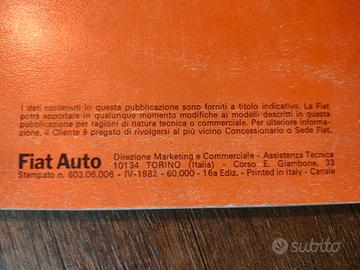 I dati contenuti in questa pubblicazione sono forniti a titolo indicativo. La Fiat
potrà apportare in qualunque momento modifiche ai modelli descritti in questa
pubblicazione per ragioni di natura tecnica o commerciale. Per ulteriore informa-
zione, il Cliente è pregato di rivolgersi al più vicino Concessionario o Sede Fiat.
Fiat Auto
Direzione Marketing e Commerciale - Assistenza Tecnica
10134 TORINO (Italia) - Corso E. Giambone, 33
Stampato n. 603.06.006 - IV-1982 - 60.000 - 16a Ediz. - Printed in Italy - Canale
subito